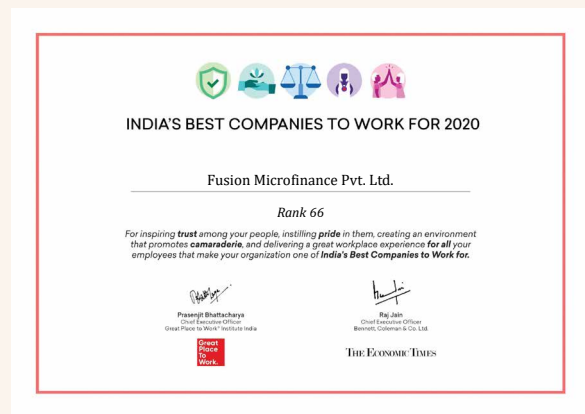 INDIA'S BEST COMPANIES TO WORK FOR 2020
Fusion Microfinance Pvt. Ltd.
Rank 66
For inspiring trust among your people, instilling pride in them, creating an environment
that promotes camaraderie, and delivering a great workplace experience for all your
employees that make your organization one of India's Best Companies to Work for.
Prasenjit Bhattacharya
Chief Executive Officer
Great Place to Work® Institute India
Raj Jain
Chief Executive Officer
Bennett, Coleman & Co. Ltd.
Great
Place
To
Work.
THE ECONOMIC TIMES